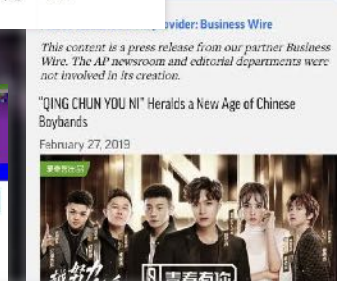 ovider: Business Wire
This content is a press release from our partner Business
Wire. The AP newsroom and editorial departments were
not involved in its creation.
"QING CHUN YOU NI" Heralds a New Age of Chinese
Boybands
February 27, 2019
青春有你